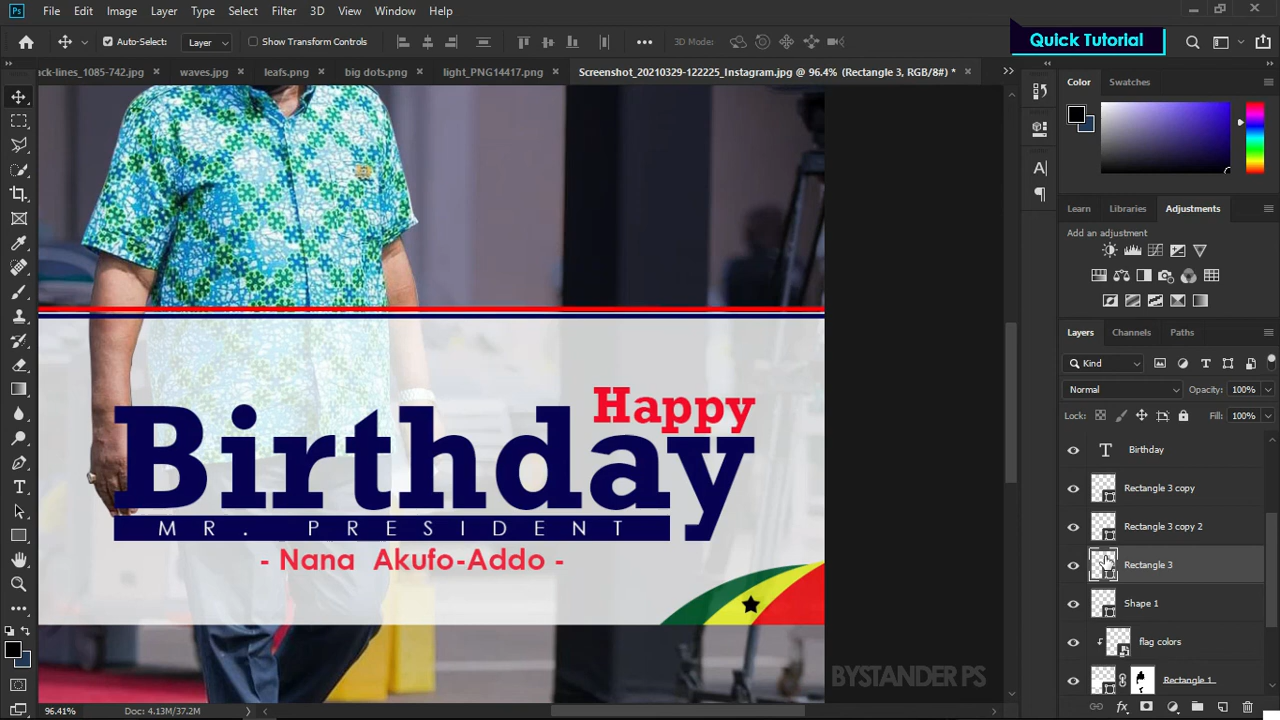 Ps File Edit Image Layer Type Select Filter 3D View Window Help
Auto-Select: Layer Show Transform Controls 3D Mode: Quick Tutorial
ck-lines_1085-742.jpg × waves.jpg × leafs.png × big dots.png × light_PNG14417.png × Screenshot_20210329-122225_Instagram.jpg @ 96.4% (Rectangle 3, RGB/8#) * ×
Color Swatches
Learn Libraries Adjustments
Add an adjustment
Layers Channels Paths
Kind
Normal Opacity: 100%
Lock: Fill: 100%
Birthday
Rectangle 3 copy
Rectangle 3 copy 2
Rectangle 3
Shape 1
flag colors
Rectangle 1
Happy
Birthday
MR. PRESIDENT
- Nana Akufo-Addo -
BYSTANDER PS
96.41% Doc: 4.13M/37.2M